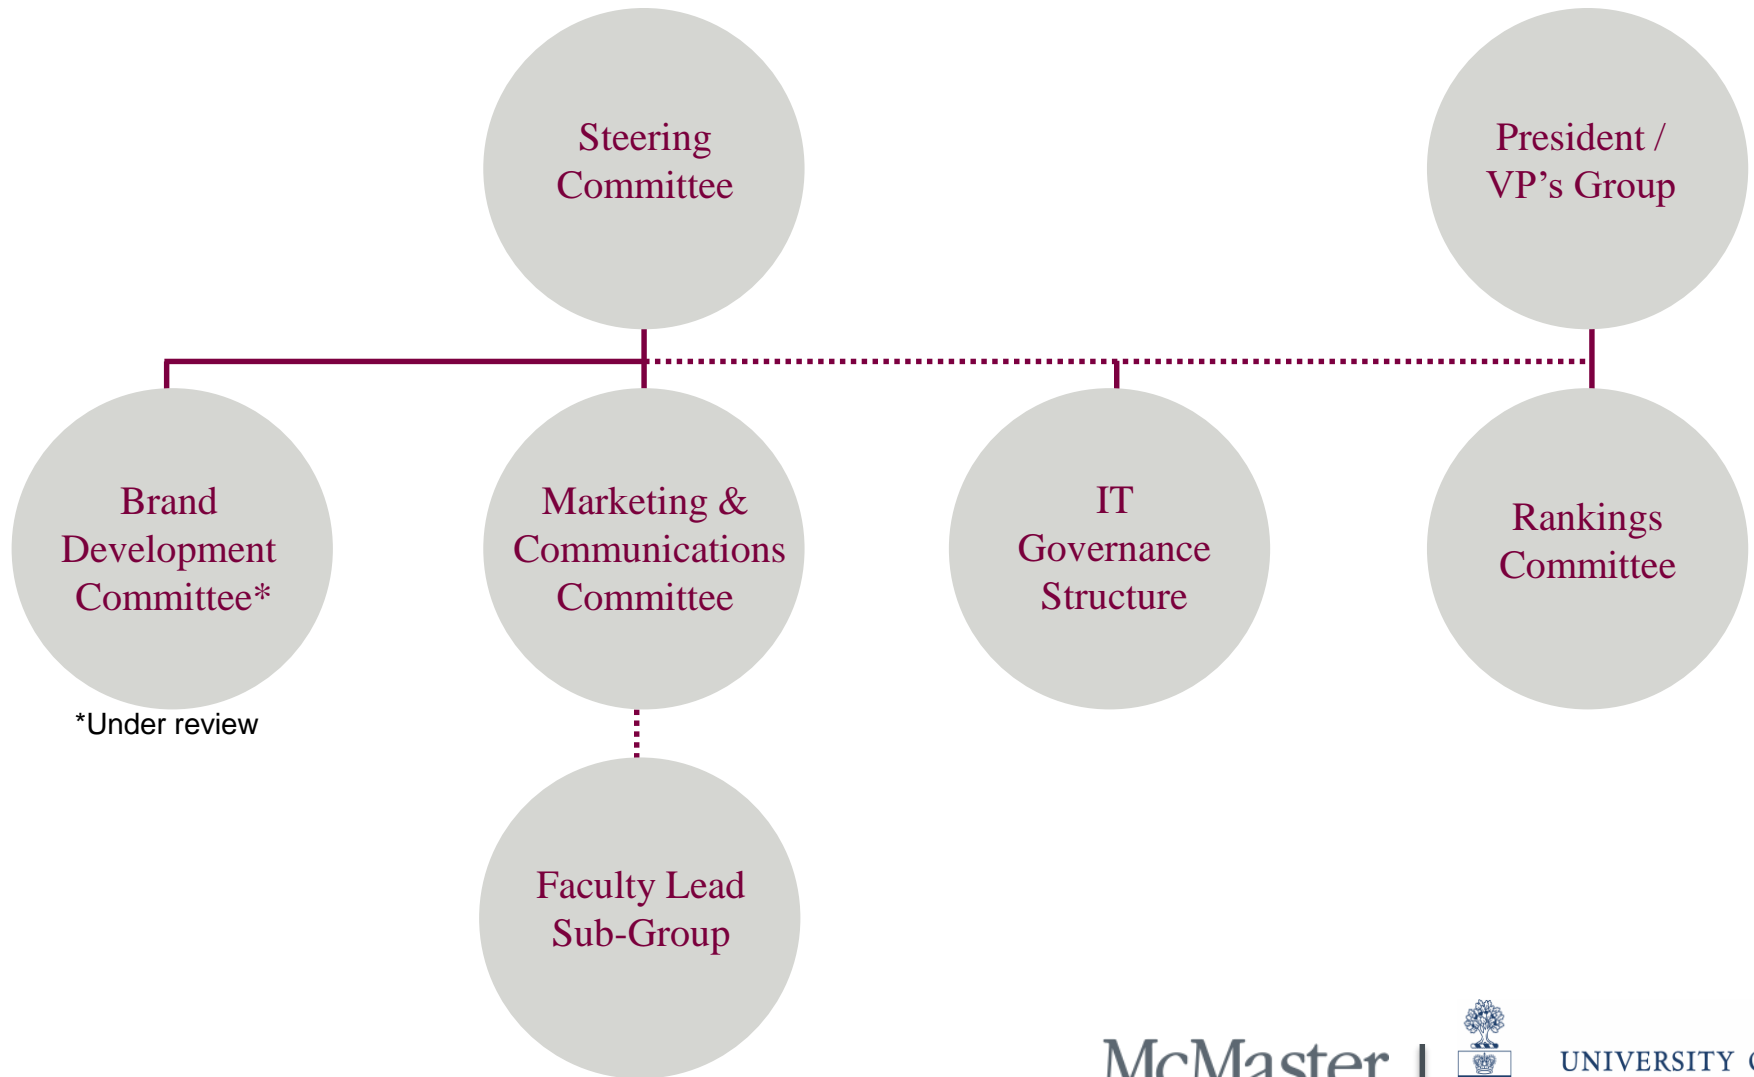 Steering
Committee
President /
VP’s Group
Brand
Development
Committee*
Marketing &
Communications
Committee
IT
Governance
Structure
Rankings
Committee
*Under review
Faculty Lead
Sub-Group
McMaster
UNIVERSITY